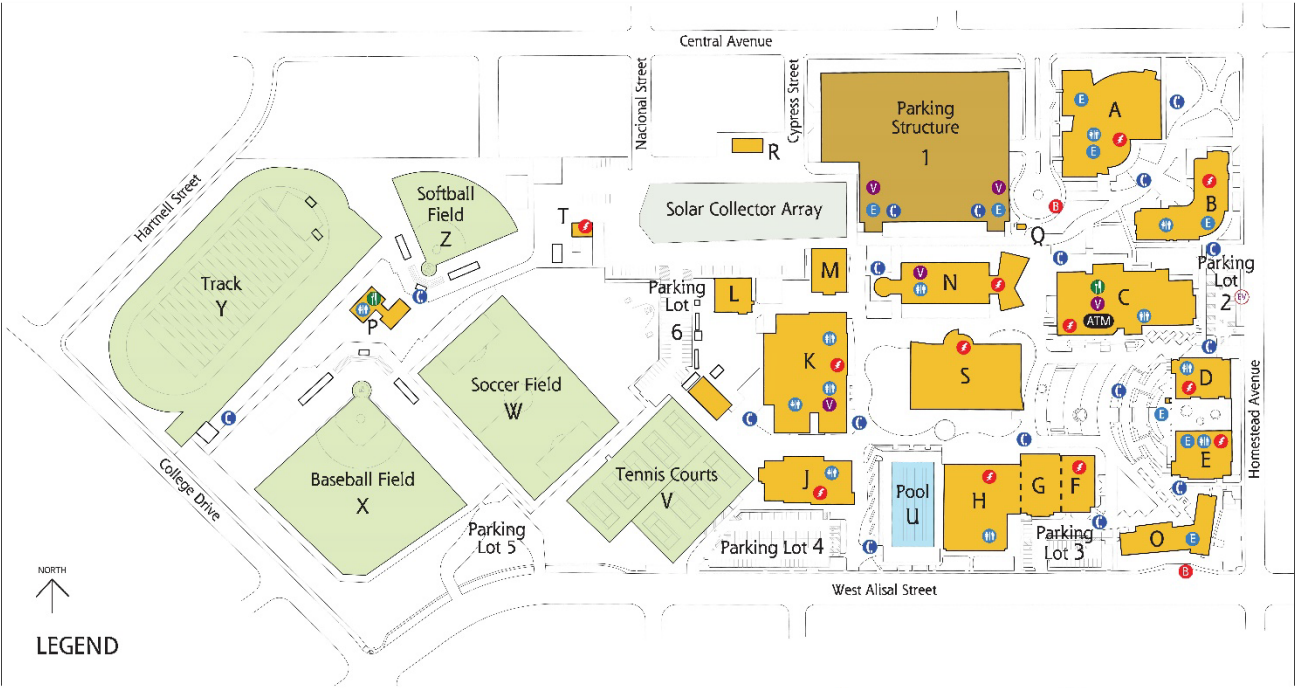 Central Avenue
Nacional Street
Cypress Street
Parking
Structure
1
A
E
E
R
V
V
E
E
B
B
E
Hartnell Street
Softball
Field
Z
T
Solar Collector Array
Q
Track
Y
P
Parking
Lot
6
L
M
N
V
C
V
ATM
Parking
Lot
2
EV
Soccer Field
W
K
V
S
D
E
E
E
Homestead Avenue
College Drive
Baseball Field
X
Tennis Courts
V
J
Pool
U
H
G
F
O
E
Parking
Lot 5
Parking Lot 4
Parking
Lot 3
B
West Alisal Street
NORTH
LEGEND